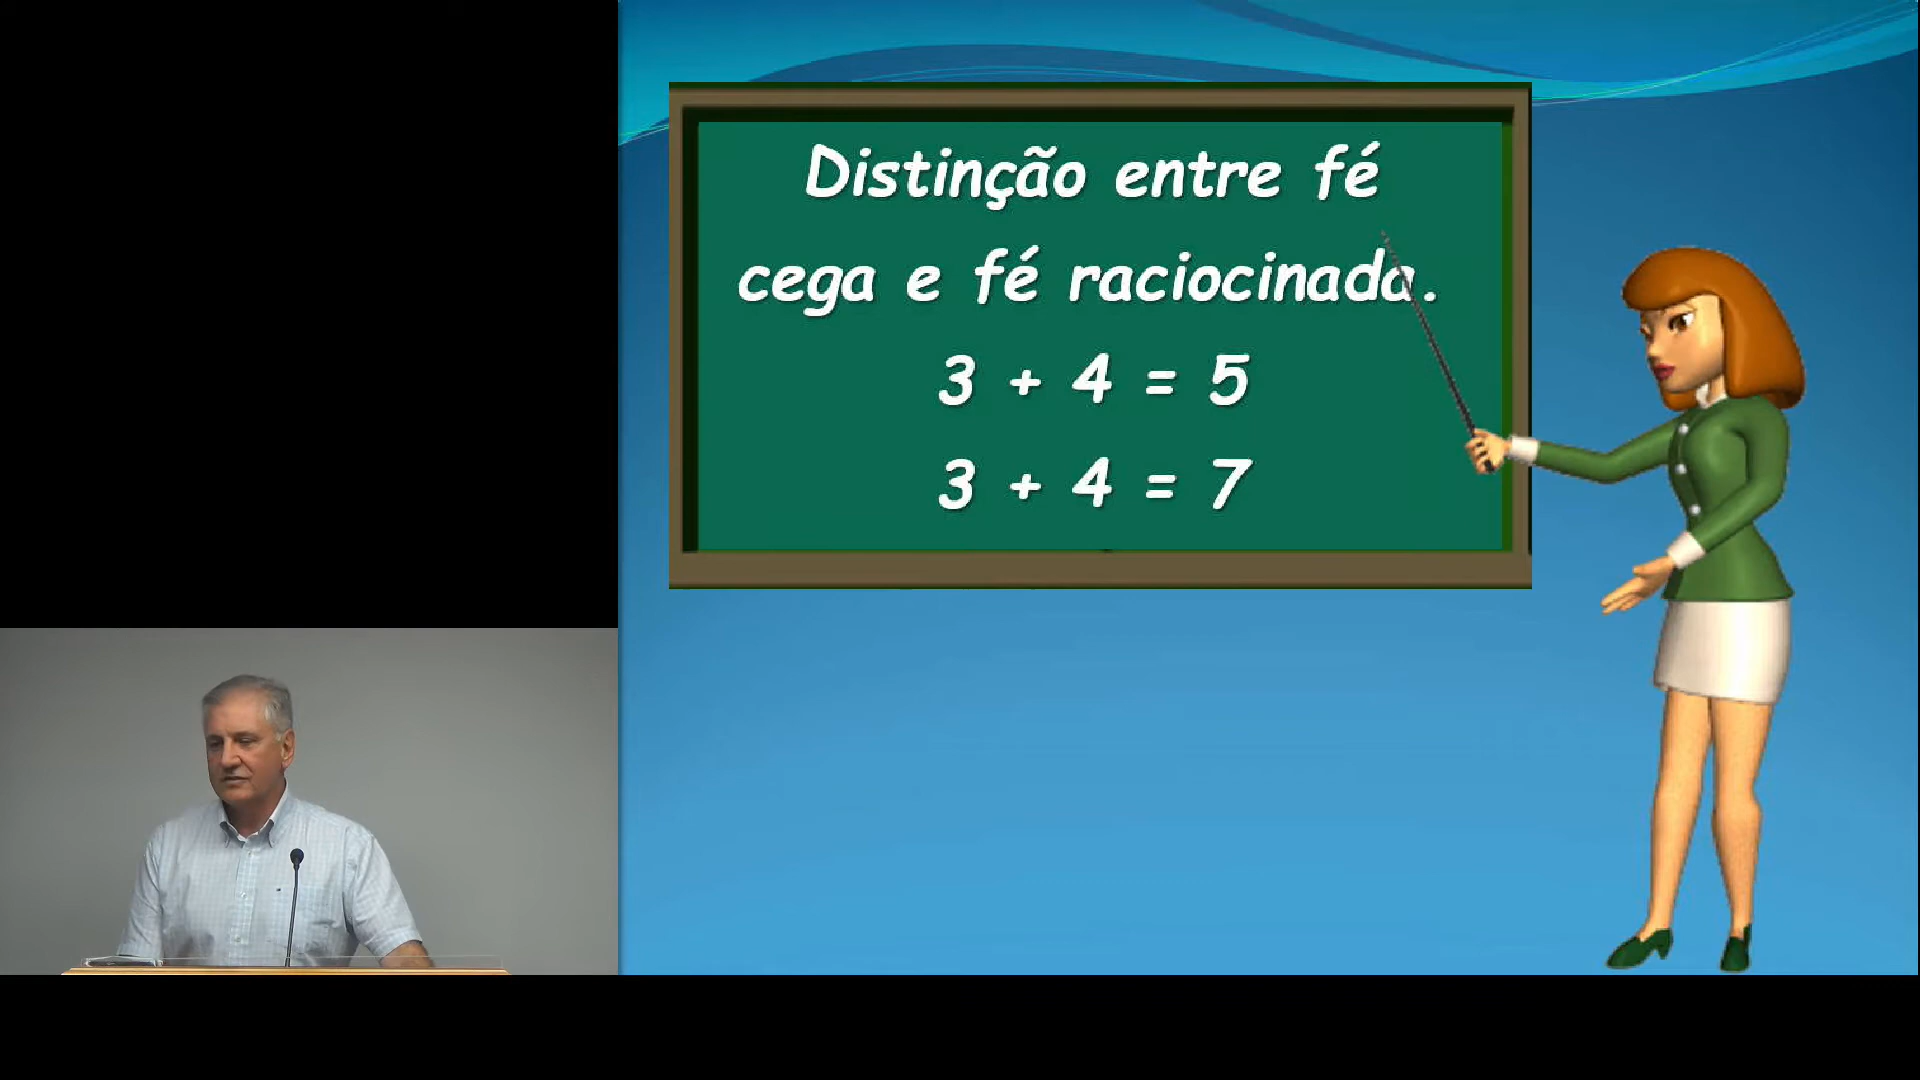 Distinção entre fé
cega e fé raciocinada.
3 + 4 = 5
3 + 4 = 7